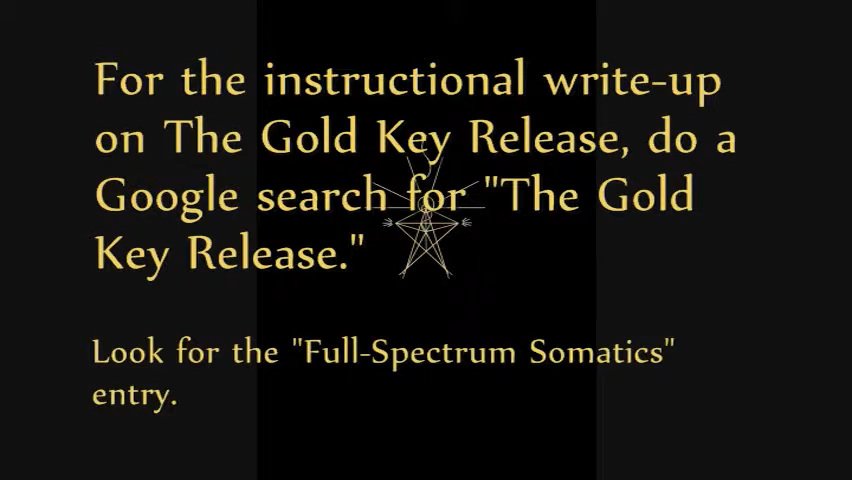 For the instructional write-up
on The Gold Key Release, do a
Google search for "The Gold
Key Release."
Look for the "Full-Spectrum Somatics"
entry.